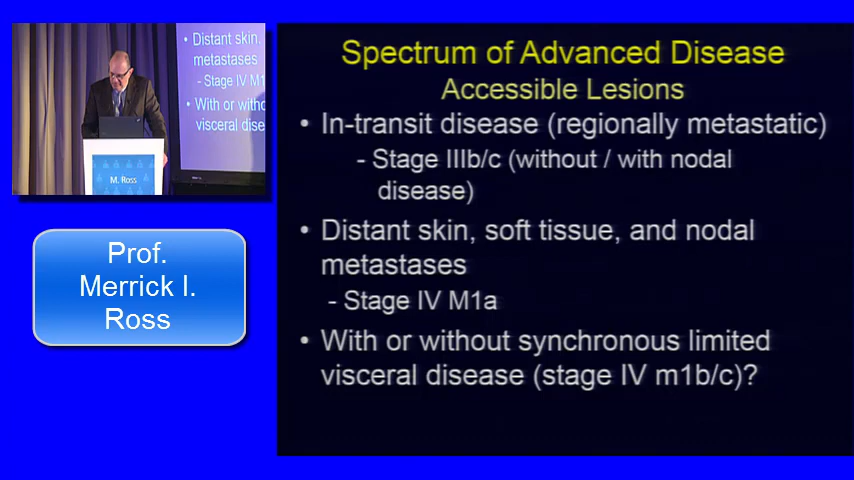 Distant skin,
metastases
- Stage IV M1
With or witho
visceral dise
M. Ross
Prof.
Merrick I.
Ross
Spectrum of Advanced Disease
Accessible Lesions
• In-transit disease (regionally metastatic)
- Stage IIIb/c (without / with nodal
disease)
• Distant skin, soft tissue, and nodal
metastases
- Stage IV M1a
• With or without synchronous limited
visceral disease (stage IV m1b/c)?